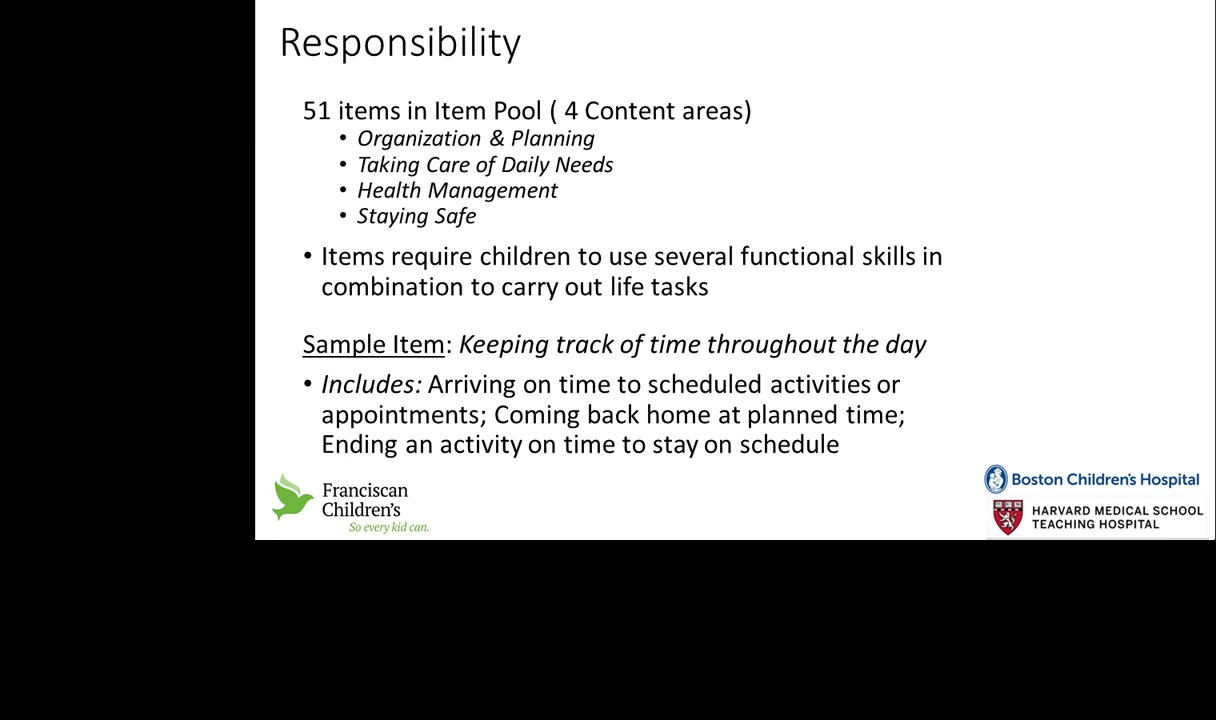 Responsibility
51 items in Item Pool ( 4 Content areas)
• Organization & Planning
• Taking Care of Daily Needs
• Health Management
• Staying Safe
• Items require children to use several functional skills in
combination to carry out life tasks
Sample Item: Keeping track of time throughout the day
• Includes: Arriving on time to scheduled activities or
appointments; Coming back home at planned time;
Ending an activity on time to stay on schedule
Franciscan
Children's
So every kid can.
Boston Children's Hospital
HARVARD MEDICAL SCHOOL
TEACHING HOSPITAL